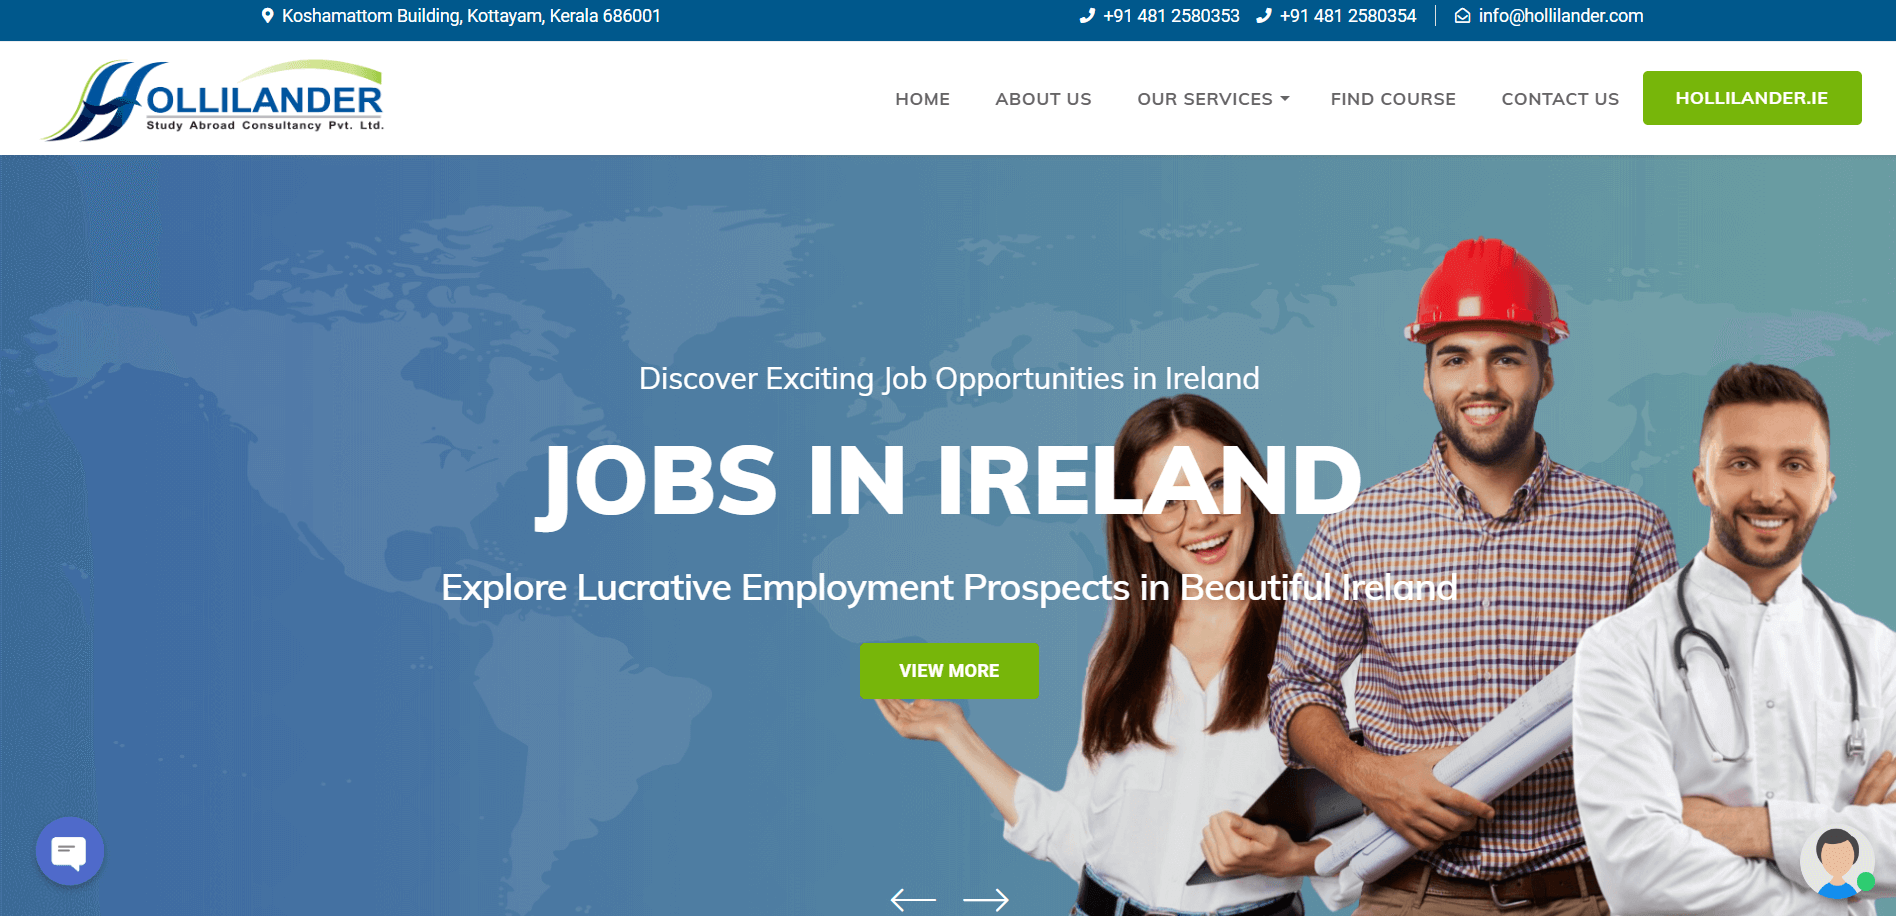 Koshamattom Building, Kottayam, Kerala 686001
+91 481 2580353
+91 481 2580354
info@hollilander.com
HOLLILANDER
Study Abroad Consultancy Pvt. Ltd.
HOME
ABOUT US
OUR SERVICES
FIND COURSE
CONTACT US
HOLLILANDER.IE
Discover Exciting Job Opportunities in Ireland
JOBS IN IRELAND
Explore Lucrative Employment Prospects in Beautiful Ireland
VIEW MORE